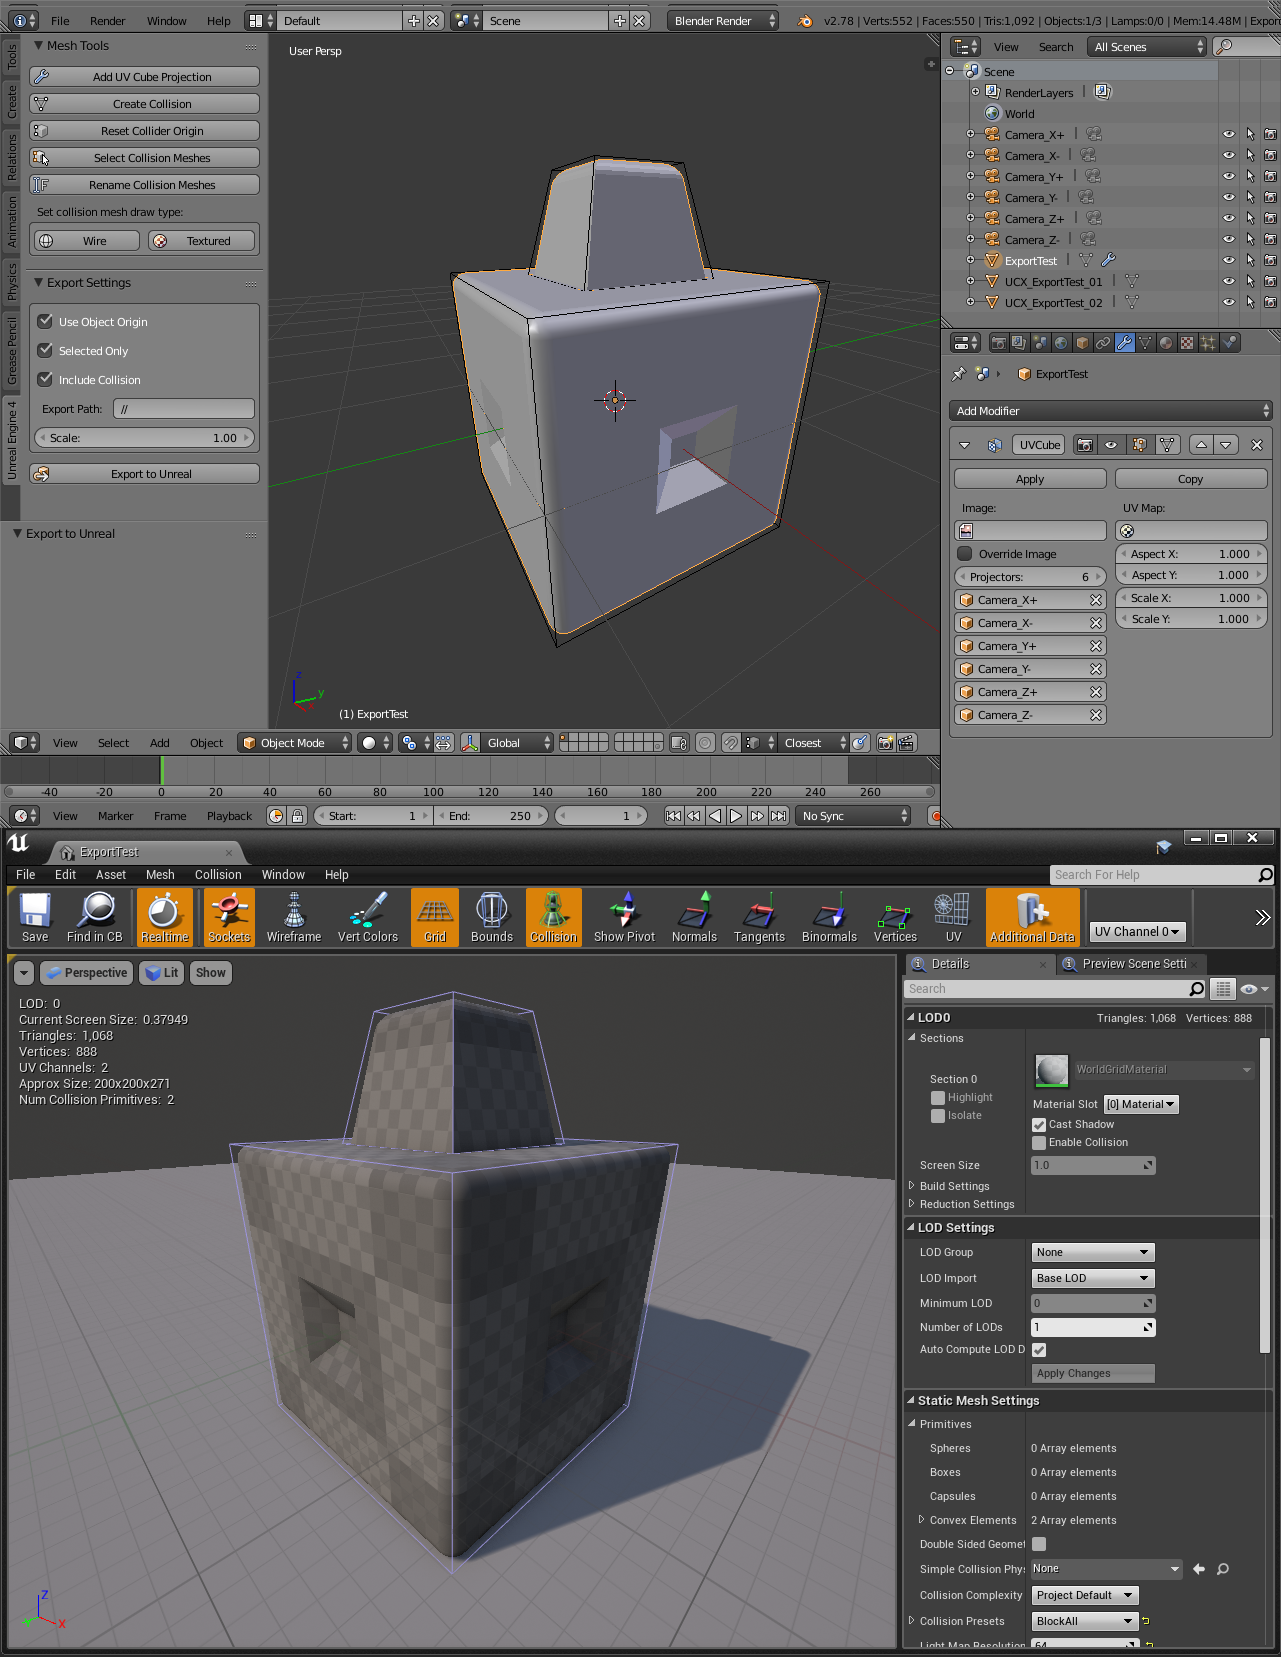 File Render Window Help Default Scene Blender Render v2.78 | Verts:552 | Faces:550 | Tris:1,092 | Objects:1/3 | Lamps:0/0 | Mem:14.48M | Expor
Tools
Create
Relations
Animation
Physics
Grease Pencil
Unreal Engine 4
Mesh Tools
Add UV Cube Projection
Create Collision
Reset Collider Origin
Select Collision Meshes
Rename Collision Meshes
Set collision mesh draw type:
Wire Textured
Export Settings
Use Object Origin
Selected Only
Include Collision
Export Path: //
Scale: 1.00
Export to Unreal
Export to Unreal
User Persp
z
y
x
(1) ExportTest
View Select Add Object Object Mode Global Closest
-40 -20 0 20 40 60 80 100 120 140 160 180 200 220 240 260
View Marker Frame Playback Start: 1 End: 250 1 No Sync
View Search All Scenes
Scene
RenderLayers |
World
Camera_X+ |
Camera_X- |
Camera_Y+ |
Camera_Y- |
Camera_Z+ |
Camera_Z- |
ExportTest |
UCX_ExportTest_01 |
UCX_ExportTest_02 |
ExportTest
Add Modifier
UVCube
Apply Copy
Image: UV Map:
Override Image Aspect X: 1.000
Projectors: 6 Aspect Y: 1.000
Camera_X+ Scale X: 1.000
Camera_X- Scale Y: 1.000
Camera_Y+
Camera_Y-
Camera_Z+
Camera_Z-
ExportTest
File Edit Asset Mesh Collision Window Help Search For Help
Save Find in CB Realtime Sockets Wireframe Vert Colors Grid Bounds Collision Show Pivot Normals Tangents Binormals Vertices UV Additional Data UV Channel 0
Perspective Lit Show
LOD: 0
Current Screen Size: 0.37949
Triangles: 1,068
Vertices: 888
UV Channels: 2
Approx Size: 200x200x271
Num Collision Primitives: 2
Z
X
Details Preview Scene Setti
Search
LOD0 Triangles: 1,068 Vertices: 888
Sections
Section 0
Highlight
Isolate
WorldGridMaterial
Material Slot [0] Material
Cast Shadow
Enable Collision
Screen Size 1.0
Build Settings
Reduction Settings
LOD Settings
LOD Group None
LOD Import Base LOD
Minimum LOD 0
Number of LODs 1
Auto Compute LOD D
Apply Changes
Static Mesh Settings
Primitives
Spheres 0 Array elements
Boxes 0 Array elements
Capsules 0 Array elements
Convex Elements 2 Array elements
Double Sided Geomet
Simple Collision Phys None
Collision Complexity Project Default
Collision Presets BlockAll
Light Map Resolution 64